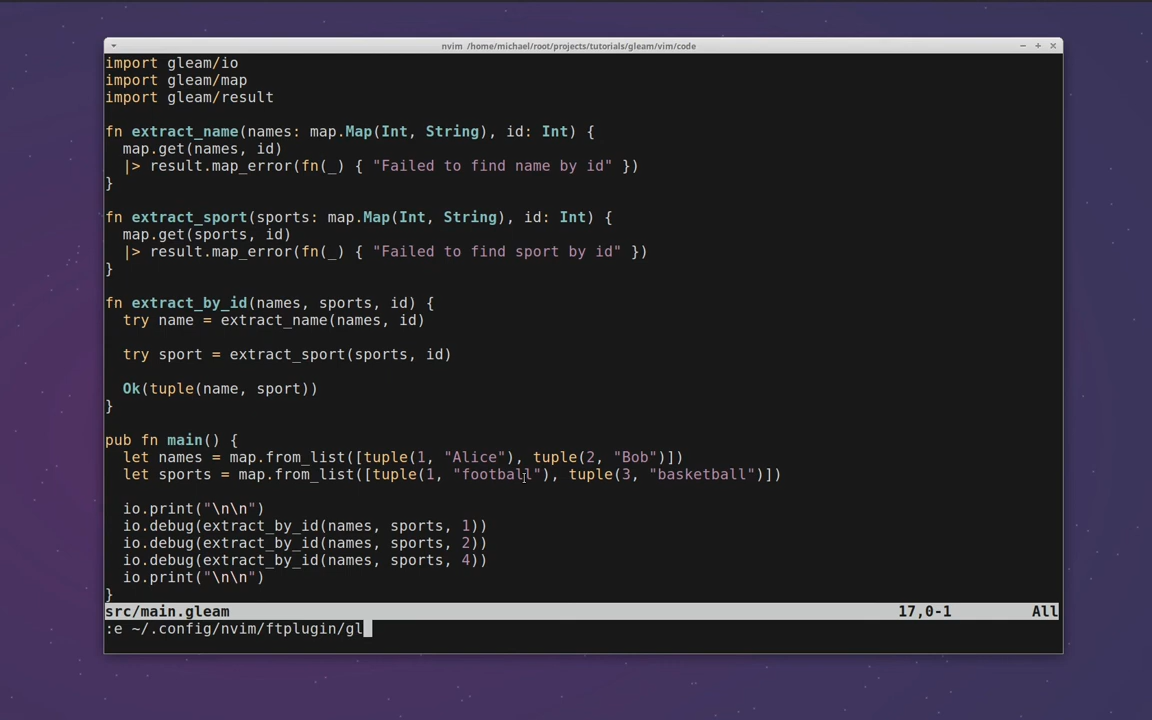 nvim /home/michael/root/projects/tutorials/gleam/vim/code
import gleam/io
import gleam/map
import gleam/result
fn extract_name(names: map.Map(Int, String), id: Int) {
  map.get(names, id)
  |> result.map_error(fn(_) { "Failed to find name by id" })
}
fn extract_sport(sports: map.Map(Int, String), id: Int) {
  map.get(sports, id)
  |> result.map_error(fn(_) { "Failed to find sport by id" })
}
fn extract_by_id(names, sports, id) {
  try name = extract_name(names, id)
  try sport = extract_sport(sports, id)
  Ok(tuple(name, sport))
}
pub fn main() {
  let names = map.from_list([tuple(1, "Alice"), tuple(2, "Bob")])
  let sports = map.from_list([tuple(1, "football"), tuple(3, "basketball")])
  io.print("\n\n")
  io.debug(extract_by_id(names, sports, 1))
  io.debug(extract_by_id(names, sports, 2))
  io.debug(extract_by_id(names, sports, 4))
  io.print("\n\n")
}
src/main.gleam 17,0-1 All
:e ~/.config/nvim/ftplugin/gl